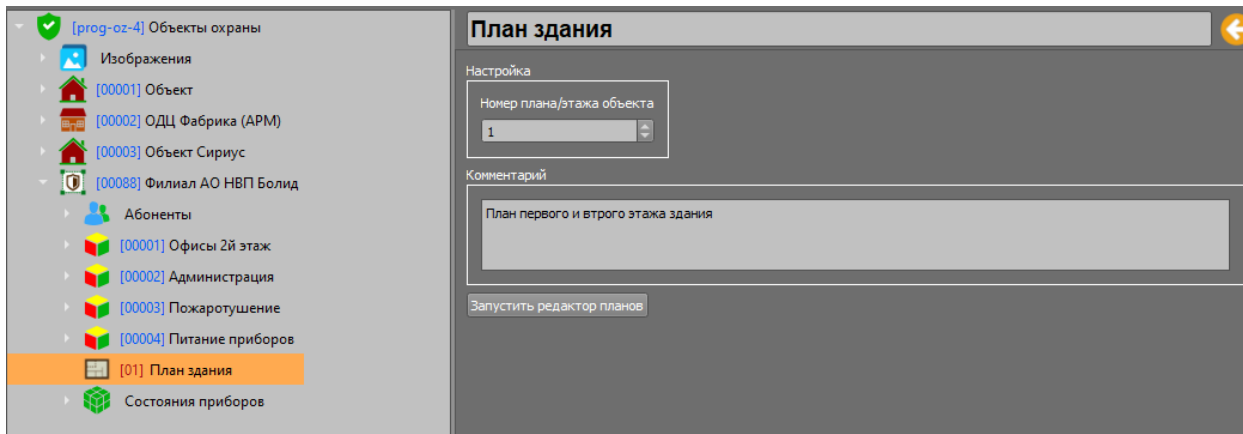 [prog-oz-4] Объекты охраны
Изображения
[00001] Объект
[00002] ОДЦ Фабрика (АРМ)
[00003] Объект Сириус
[00088] Филиал АО НВП Болид
Абоненты
[00001] Офисы 2й этаж
[00002] Администрация
[00003] Пожаротушение
[00004] Питание приборов
[01] План здания
Состояния приборов
План здания
Настройка
Номер плана/этажа объекта
1
Комментарий
План первого и втрого этажа здания
Запустить редактор планов